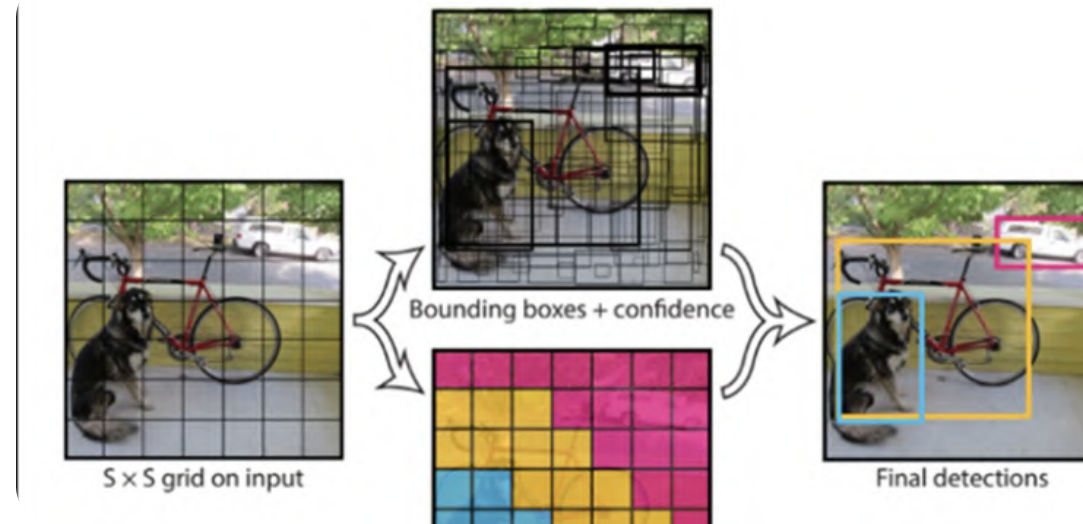 Bounding boxes + confidence
S × S grid on input
Final detections